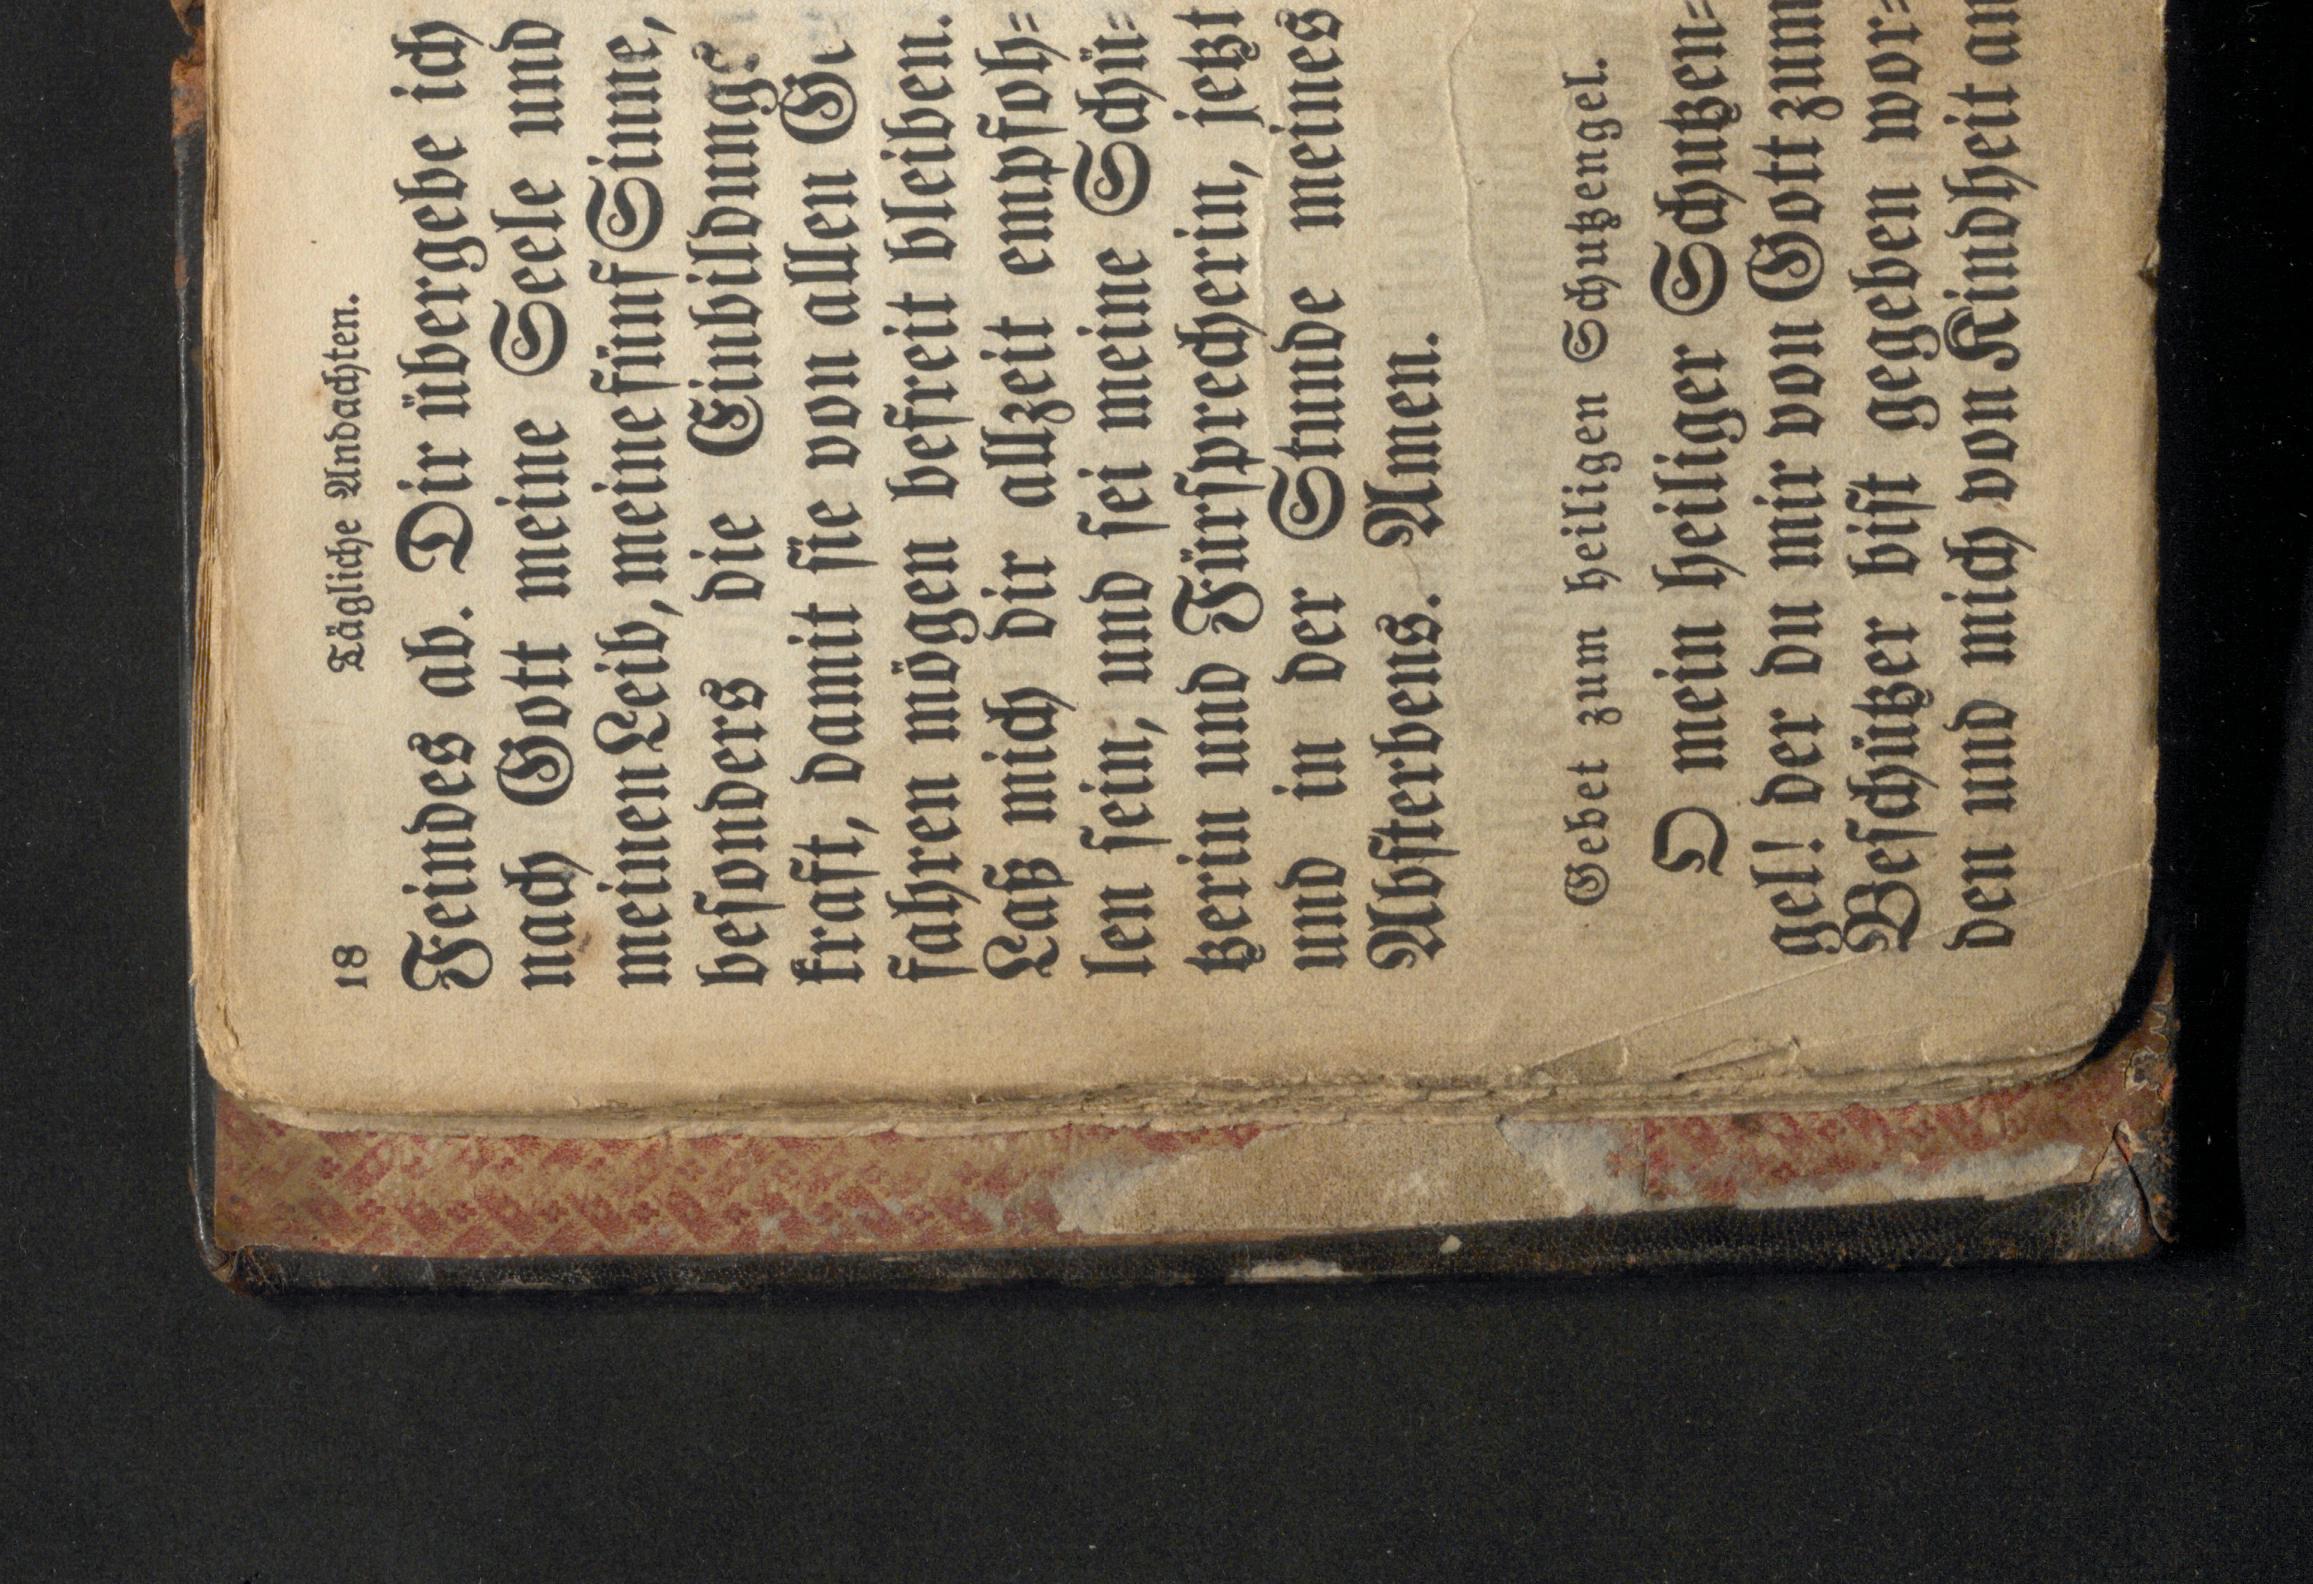 18 Tägliche Andachten.
Feindes ab. Dir übergebe ich
nach Gott meine Seele und
meinen Leib, meine fünf Sinne,
besonders die Einbildungs
kraft, damit sie von allen Ge
fahren mögen befreit bleiben.
Laß mich dir allzeit empfoh=
len sein, und sei meine Schü=
tzerin und Fürsprecherin, jetzt
und in der Stunde meines
Absterbens. Amen.
Gebet zum heiligen Schutzengel.
O mein heiliger Schutzen=
gel! der du mir von Gott zum
Beschützer bist gegeben wor=
den und mich von Kindheit an